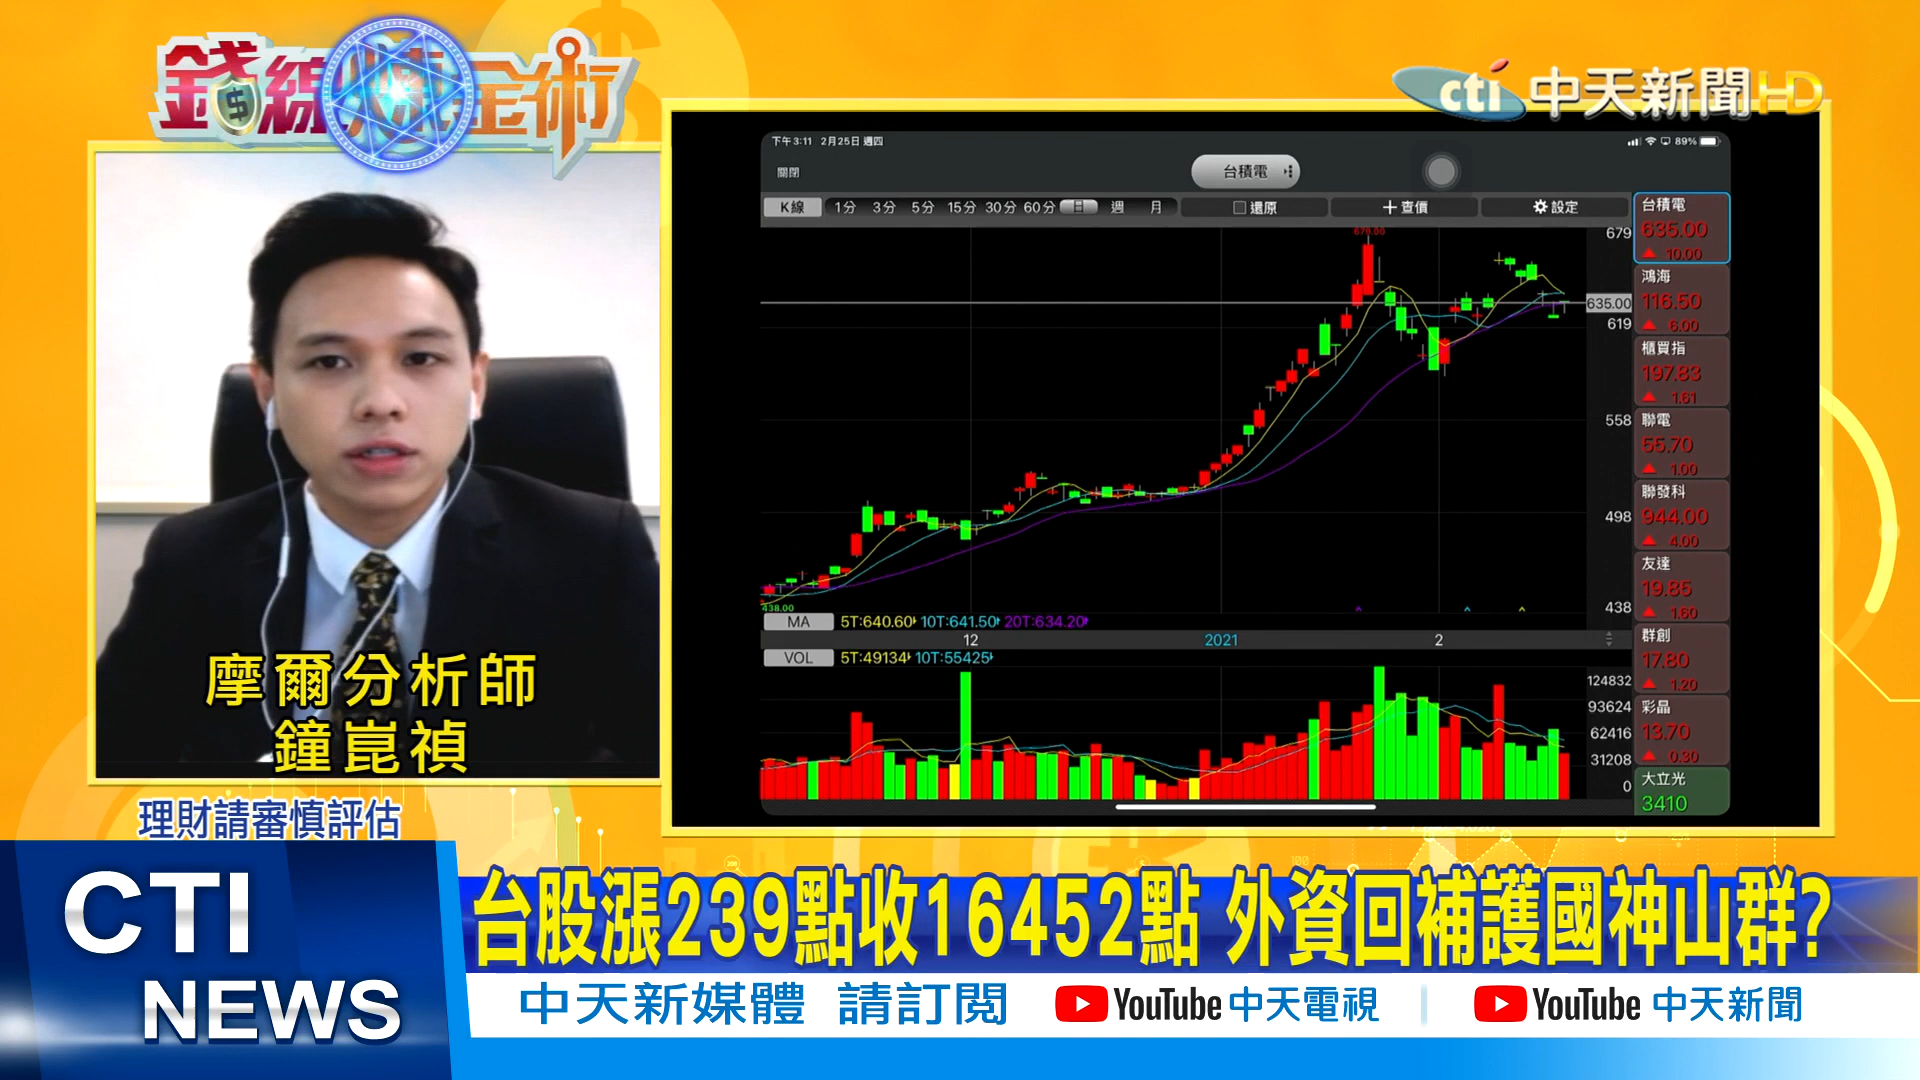 錢線煉金術
cti 中天新聞HD
下午3:11 2月25日 週四
89%
關閉
台積電
K線 1分 3分 5分 15分 30分 60分 日 週 月 還原 查價 設定
679
635.00
619
558
498
438
438.00
MA 5T:640.60 10T:641.50 20T:634.20
12 2021 2
VOL 5T:49134 10T:55425
124832
93624
62416
31208
0
台積電
635.00
10.00
鴻海
116.50
6.00
櫃買指
197.83
1.61
聯電
55.70
1.00
聯發科
944.00
4.00
友達
19.85
1.60
群創
17.80
1.20
彩晶
13.70
0.30
大立光
3410
摩爾分析師
鐘崑禎
理財請審慎評估
CTI
NEWS
台股漲239點收16452點 外資回補護國神山群?
中天新媒體 請訂閱 YouTube 中天電視 YouTube 中天新聞